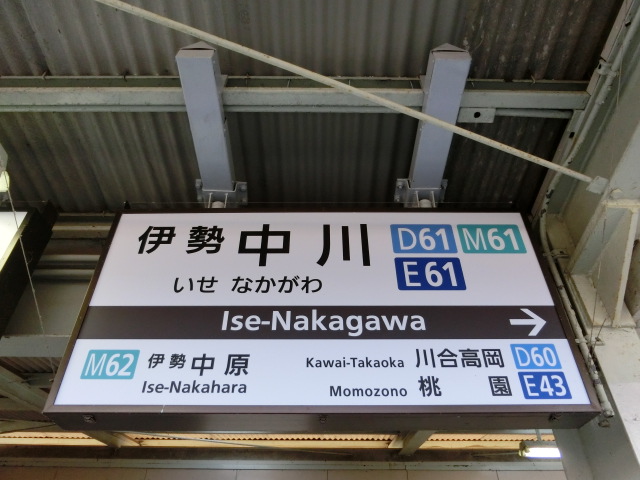 伊勢中川 D61 M61
E61
いせ なかがわ
Ise-Nakagawa →
M62 伊勢中原 Kawai-Takaoka 川合高岡 D60
Ise-Nakahara Momozono 桃園 E43